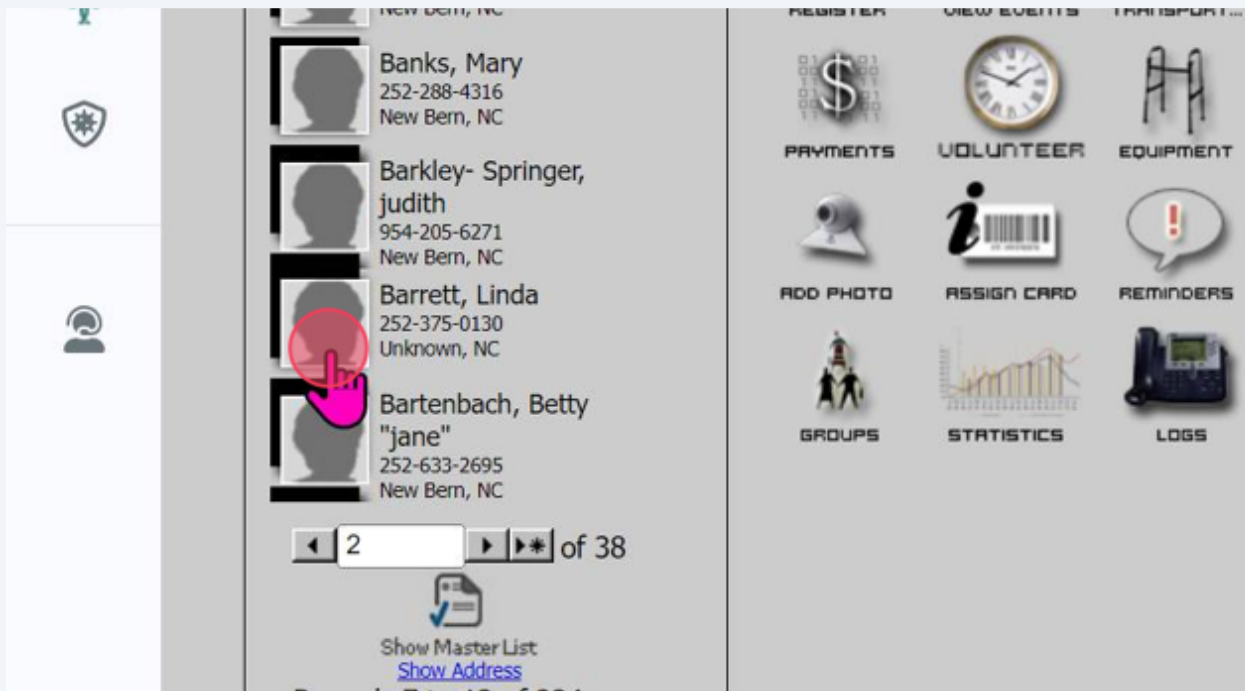 New Bern, NC
Banks, Mary
252-288-4316
New Bern, NC
Barkley- Springer,
judith
954-205-6271
New Bern, NC
Barrett, Linda
252-375-0130
Unknown, NC
Bartenbach, Betty
"jane"
252-633-2695
New Bern, NC
2 of 38
Show Master List
Show Address
REGISTER VIEW EVENTS TRANSPORT...
PAYMENTS VOLUNTEER EQUIPMENT
ADD PHOTO ASSIGN CARD REMINDERS
GROUPS STATISTICS LOGS